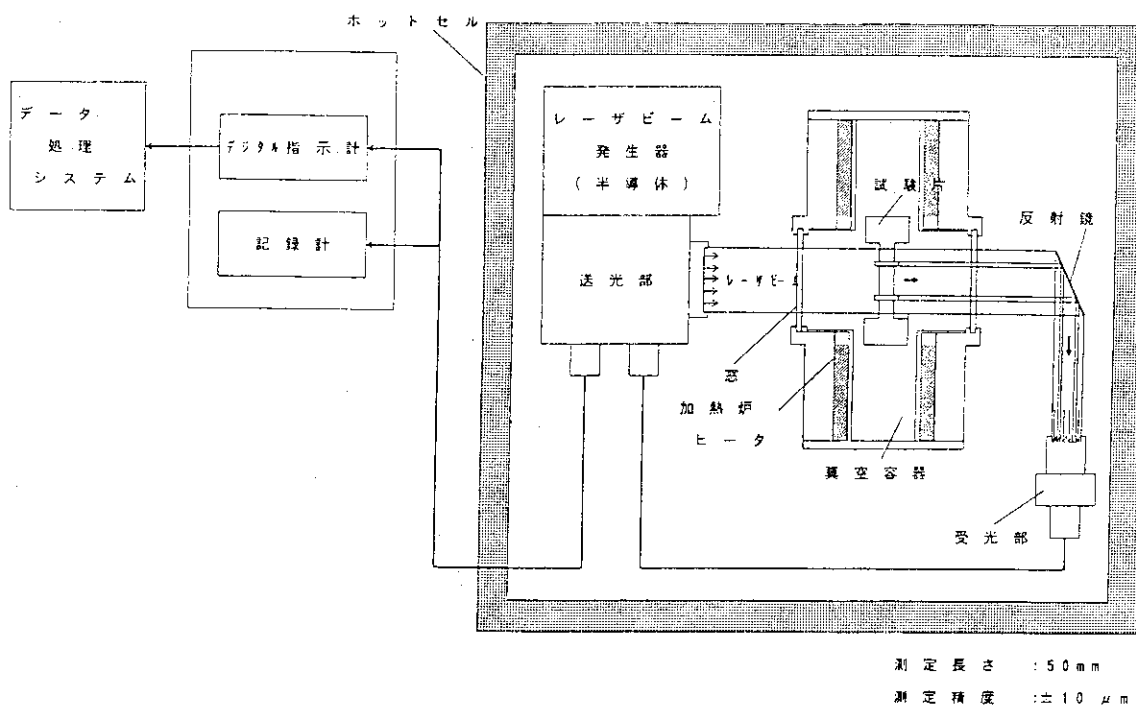 ホットセル
データ
処理
システム
デジタル指示計
記録計
レーザビーム
発生器
(半導体)
送光部
レーザビーム
試験片
反射鏡
窓
加熱炉
ヒータ
真空容器
受光部
測定長さ :50mm
測定精度 :±10 μm